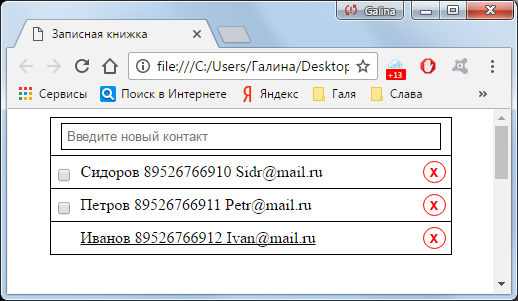 Galina
Записная книжка
file:///C:/Users/Галина/Desktop
+13
Сервисы Поиск в Интернете Яндекс Галя Слава »
Введите новый контакт
Сидоров 89526766910 Sidr@mail.ru X
Петров 89526766911 Petr@mail.ru X
Иванов 89526766912 Ivan@mail.ru X